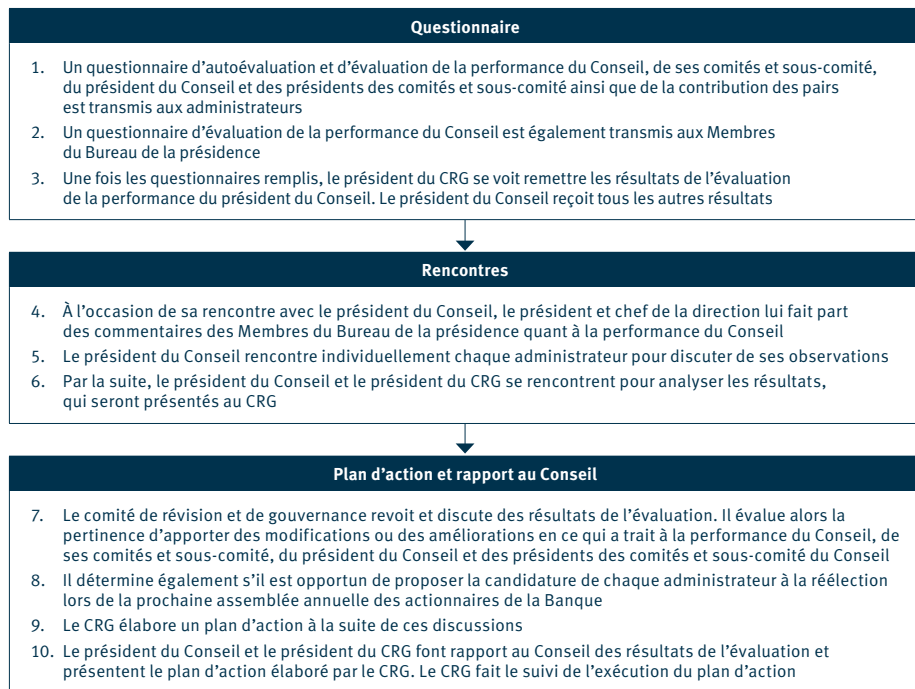 Questionnaire
1. Un questionnaire d'autoévaluation et d'évaluation de la performance du Conseil, de ses comités et sous-comité,
du président du Conseil et des présidents des comités et sous-comité ainsi que de la contribution des pairs
est transmis aux administrateurs
2. Un questionnaire d'évaluation de la performance du Conseil est également transmis aux Membres
du Bureau de la présidence
3. Une fois les questionnaires remplis, le président du CRG se voit remettre les résultats de l'évaluation
de la performance du président du Conseil. Le président du Conseil reçoit tous les autres résultats
Rencontres
4. À l'occasion de sa rencontre avec le président du Conseil, le président et chef de la direction lui fait part
des commentaires des Membres du Bureau de la présidence quant à la performance du Conseil
5. Le président du Conseil rencontre individuellement chaque administrateur pour discuter de ses observations
6. Par la suite, le président du Conseil et le président du CRG se rencontrent pour analyser les résultats,
qui seront présentés au CRG
Plan d'action et rapport au Conseil
7. Le comité de révision et de gouvernance revoit et discute des résultats de l'évaluation. Il évalue alors la
pertinence d'apporter des modifications ou des améliorations en ce qui a trait à la performance du Conseil, de
ses comités et sous-comité, du président du Conseil et des présidents des comités et sous-comité du Conseil
8. Il détermine également s'il est opportun de proposer la candidature de chaque administrateur à la réélection
lors de la prochaine assemblée annuelle des actionnaires de la Banque
9. Le CRG élabore un plan d'action à la suite de ces discussions
10. Le président du Conseil et le président du CRG font rapport au Conseil des résultats de l'évaluation et
présentent le plan d'action élaboré par le CRG. Le CRG fait le suivi de l'exécution du plan d'action